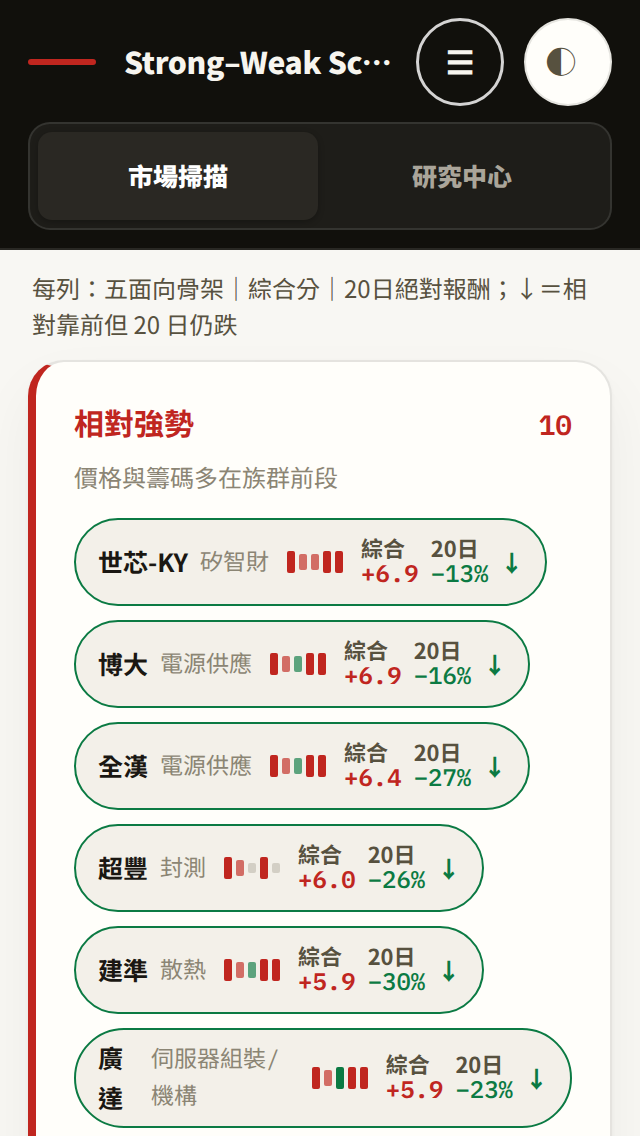 Strong–Weak Sc⋯
☰
市場掃描
研究中心
每列：五面向骨架｜綜合分｜20日絕對報酬；↓＝相
對靠前但 20 日仍跌
相對強勢 10
價格與籌碼多在族群前段
世芯-KY 矽智財 綜合 20日 ↓
+6.9 −13%
博大 電源供應 綜合 20日 ↓
+6.9 −16%
全漢 電源供應 綜合 20日 ↓
+6.4 −27%
超豐 封測 綜合 20日 ↓
+6.0 −26%
建準 散熱 綜合 20日 ↓
+5.9 −30%
廣 伺服器組裝/ 綜合 20日 ↓
達 機構 +5.9 −23%